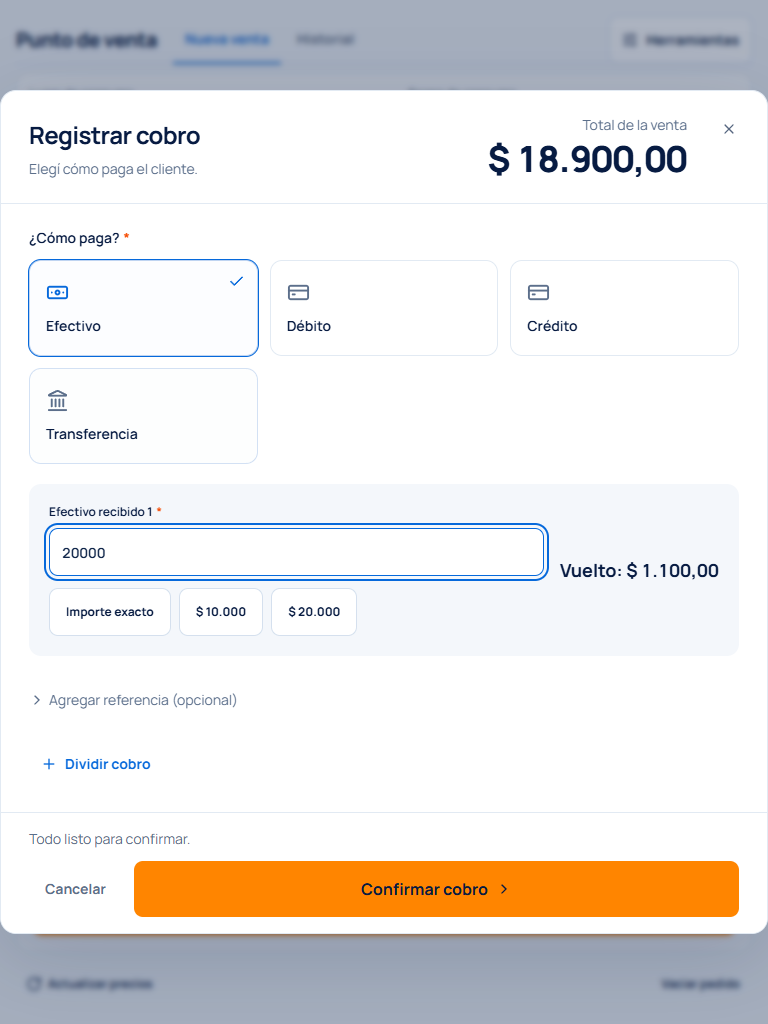 Punto de venta
Nueva venta
Historial
Herramientas
Registrar cobro
Elegí cómo paga el cliente.
Total de la venta
$ 18.900,00
¿Cómo paga? *
Efectivo
Débito
Crédito
Transferencia
Efectivo recibido 1 *
20000
Vuelto: $ 1.100,00
Importe exacto
$ 10.000
$ 20.000
Agregar referencia (opcional)
Dividir cobro
Todo listo para confirmar.
Cancelar
Confirmar cobro
Actualizar precios
Vaciar pedido